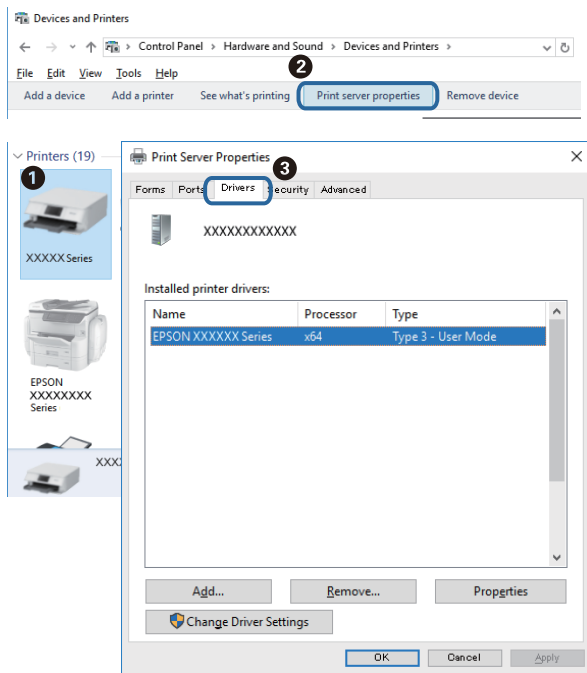 Devices and Printers
Control Panel > Hardware and Sound > Devices and Printers >
2
File Edit View Tools Help
Add a device Add a printer See what's printing Print server properties Remove device
Printers (19)
1
XXXXX Series
EPSON
XXXXXXXX
Series
XXX
Print Server Properties
3
Forms Ports Drivers Security Advanced
XXXXXXXXXXXX
Installed printer drivers:
Name Processor Type
EPSON XXXXXX Series x64 Type 3 - User Mode
Add... Remove... Properties
Change Driver Settings
OK Cancel Apply